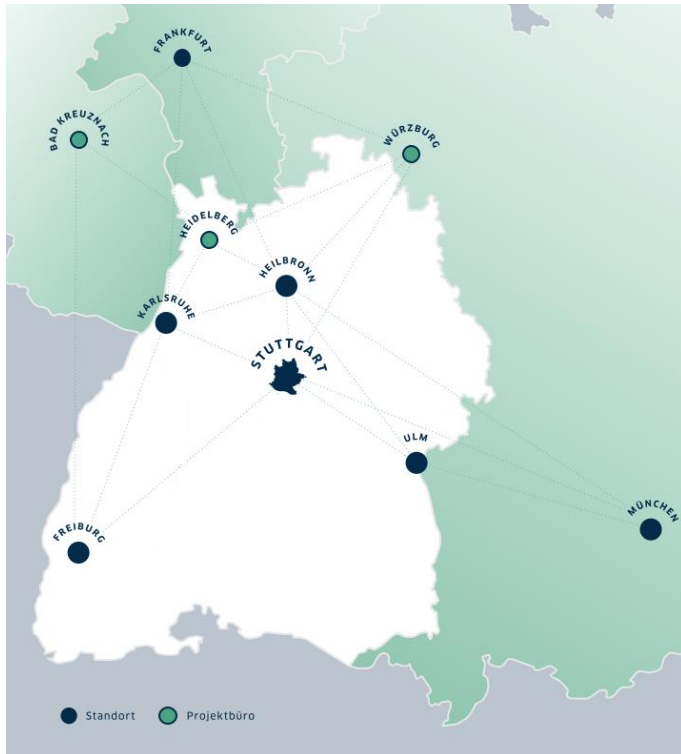 FRANKFURT
BAD KREUZNACH
WÜRZBURG
HEIDELBERG
HEILBRONN
KARLSRUHE
STUTTGART
ULM
MÜNCHEN
FREIBURG
Standort
Projektbüro